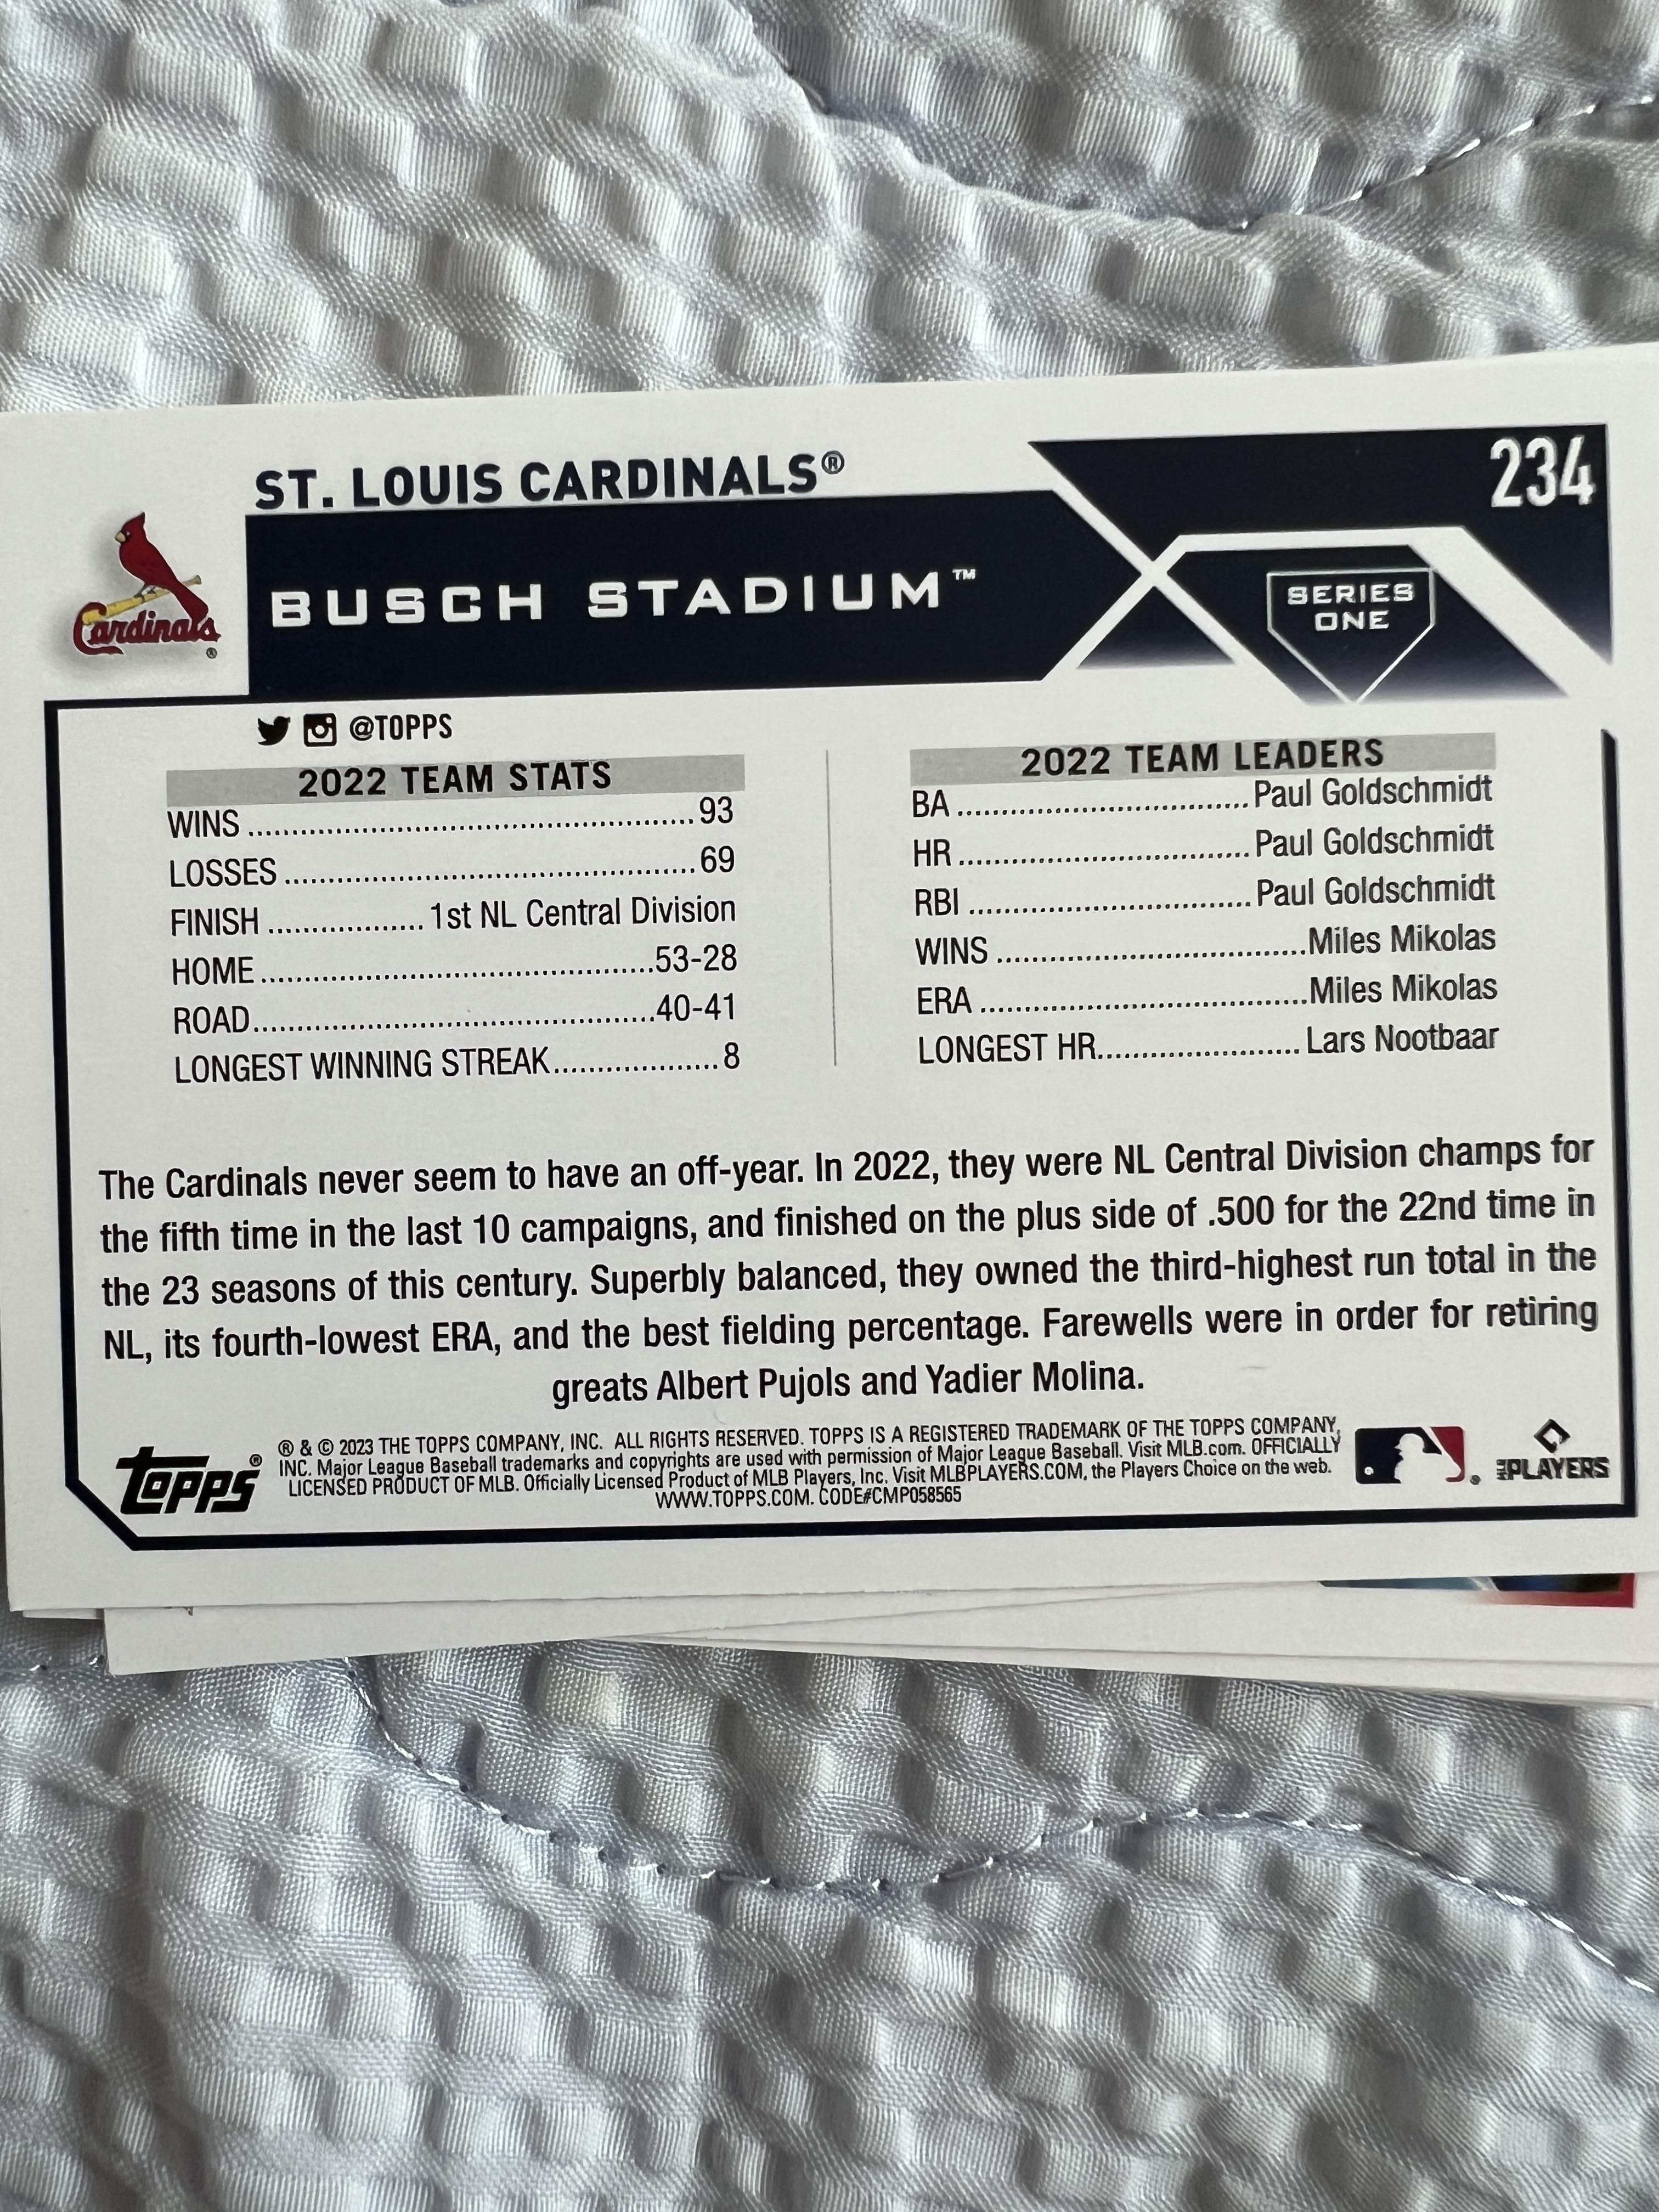 ST. LOUIS CARDINALS®
234
BUSCH STADIUM™
SERIES
ONE
Cardinals
®
@TOPPS
2022 TEAM STATS
WINS ..... 93
LOSSES ..... 69
FINISH ..... 1st NL Central Division
HOME ..... 53-28
ROAD ..... 40-41
LONGEST WINNING STREAK ..... 8
2022 TEAM LEADERS
BA ..... Paul Goldschmidt
HR ..... Paul Goldschmidt
RBI ..... Paul Goldschmidt
WINS ..... Miles Mikolas
ERA ..... Miles Mikolas
LONGEST HR ..... Lars Nootbaar
The Cardinals never seem to have an off-year. In 2022, they were NL Central Division champs for
the fifth time in the last 10 campaigns, and finished on the plus side of .500 for the 22nd time in
the 23 seasons of this century. Superbly balanced, they owned the third-highest run total in the
NL, its fourth-lowest ERA, and the best fielding percentage. Farewells were in order for retiring
greats Albert Pujols and Yadier Molina.
Topps®
® & © 2023 THE TOPPS COMPANY, INC. ALL RIGHTS RESERVED. TOPPS IS A REGISTERED TRADEMARK OF THE TOPPS COMPANY,
INC. Major League Baseball trademarks and copyrights are used with permission of Major League Baseball. Visit MLB.com. OFFICIALLY
LICENSED PRODUCT OF MLB. Officially Licensed Product of MLB Players, Inc. Visit MLBPLAYERS.COM, the Players Choice on the web.
WWW.TOPPS.COM. CODE#CMP058565
PLAYERS